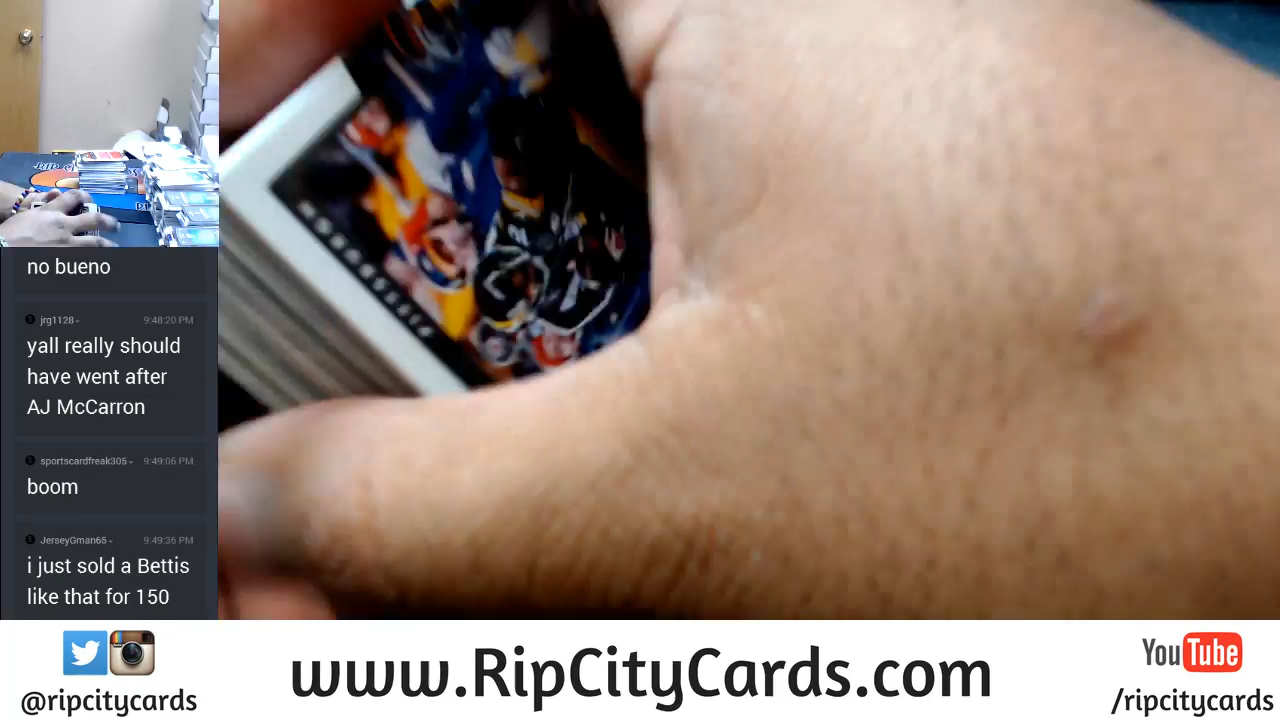 no bueno
jrg1128
9:48:20 PM
yall really should
have went after
AJ McCarron
sportscardfreak305
9:49:06 PM
boom
JerseyGman65
9:49:36 PM
i just sold a Bettis
like that for 150
@ripcitycards
www.RipCityCards.com
YouTube
/ripcitycards